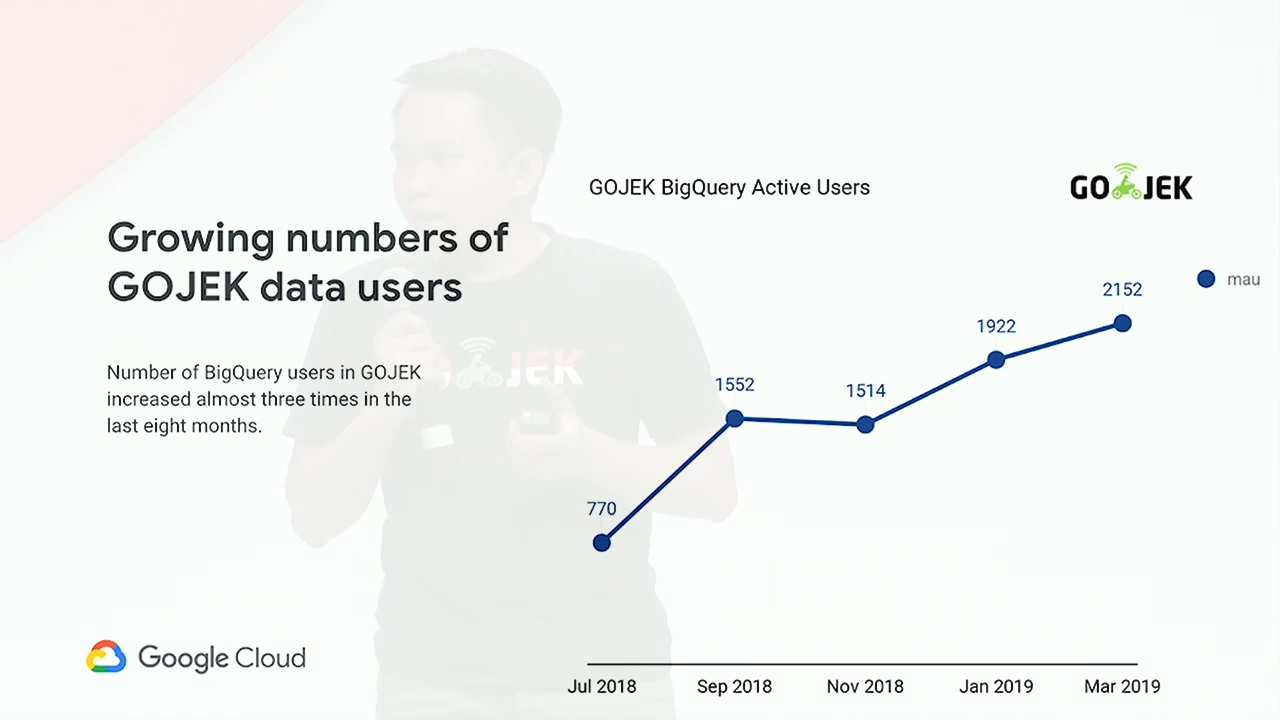 GOJEK BigQuery Active Users
GOJEK
Growing numbers of
GOJEK data users
Number of BigQuery users in GOJEK
increased almost three times in the
last eight months.
mau
2152
1922
1552
1514
770
JEK
Google Cloud
Jul 2018
Sep 2018
Nov 2018
Jan 2019
Mar 2019